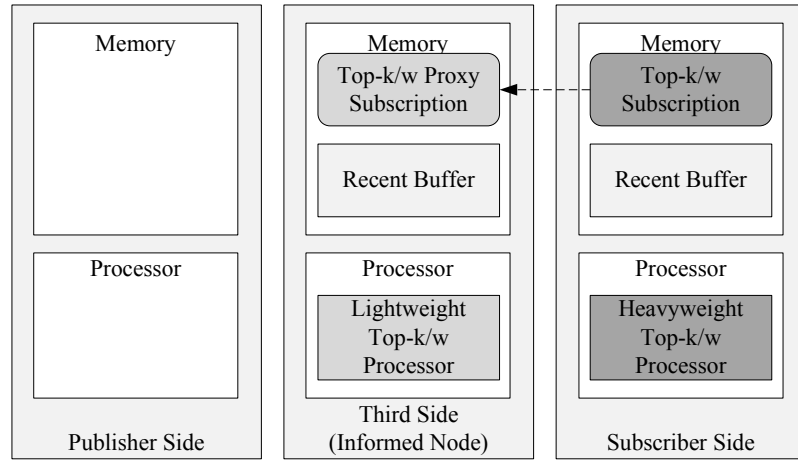 Memory
Processor
Publisher Side
Memory
Top-k/w Proxy
Subscription
Recent Buffer
Processor
Lightweight
Top-k/w
Processor
Third Side
(Informed Node)
Memory
Top-k/w
Subscription
Recent Buffer
Processor
Heavyweight
Top-k/w
Processor
Subscriber Side